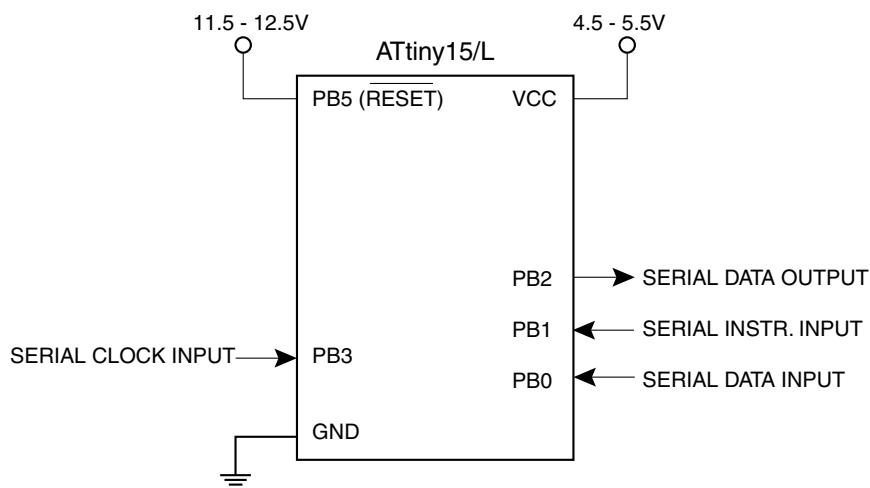 11.5 - 12.5V
4.5 - 5.5V
ATtiny15/L
PB5 (RESET)
VCC
PB2
SERIAL DATA OUTPUT
PB1
SERIAL INSTR. INPUT
SERIAL CLOCK INPUT
PB3
PB0
SERIAL DATA INPUT
GND